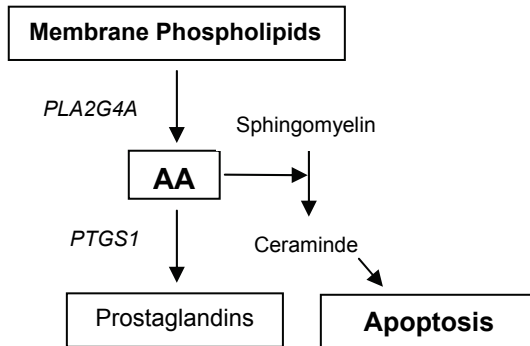 Membrane Phospholipids
PLA2G4A
Sphingomyelin
AA
PTGS1
Ceraminde
Prostaglandins
Apoptosis